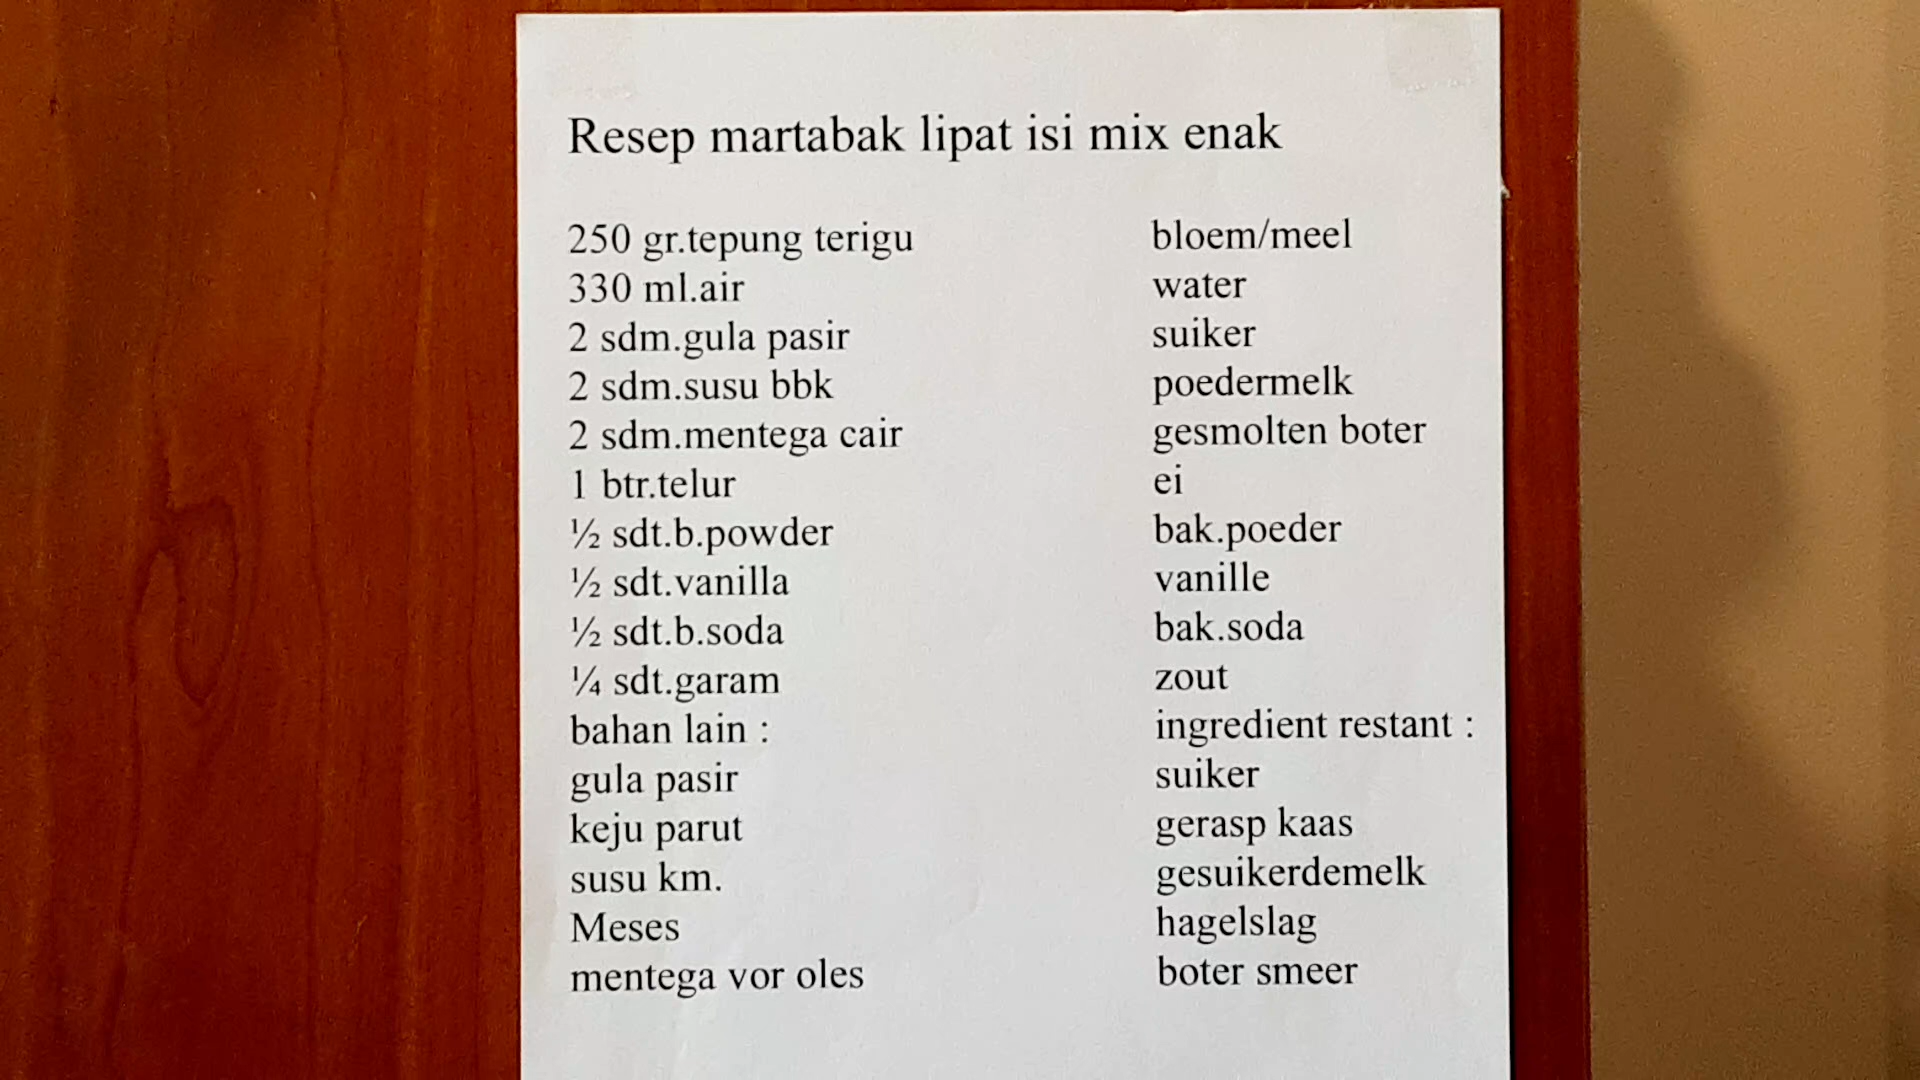 Resep martabak lipat isi mix enak
250 gr.tepung terigu bloem/meel
330 ml.air water
2 sdm.gula pasir suiker
2 sdm.susu bbk poedermelk
2 sdm.mentega cair gesmolten boter
1 btr.telur ei
½ sdt.b.powder bak.poeder
½ sdt.vanilla vanille
½ sdt.b.soda bak.soda
¼ sdt.garam zout
bahan lain : ingredient restant :
gula pasir suiker
keju parut gerasp kaas
susu km. gesuikerdemelk
Meses hagelslag
mentega vor oles boter smeer